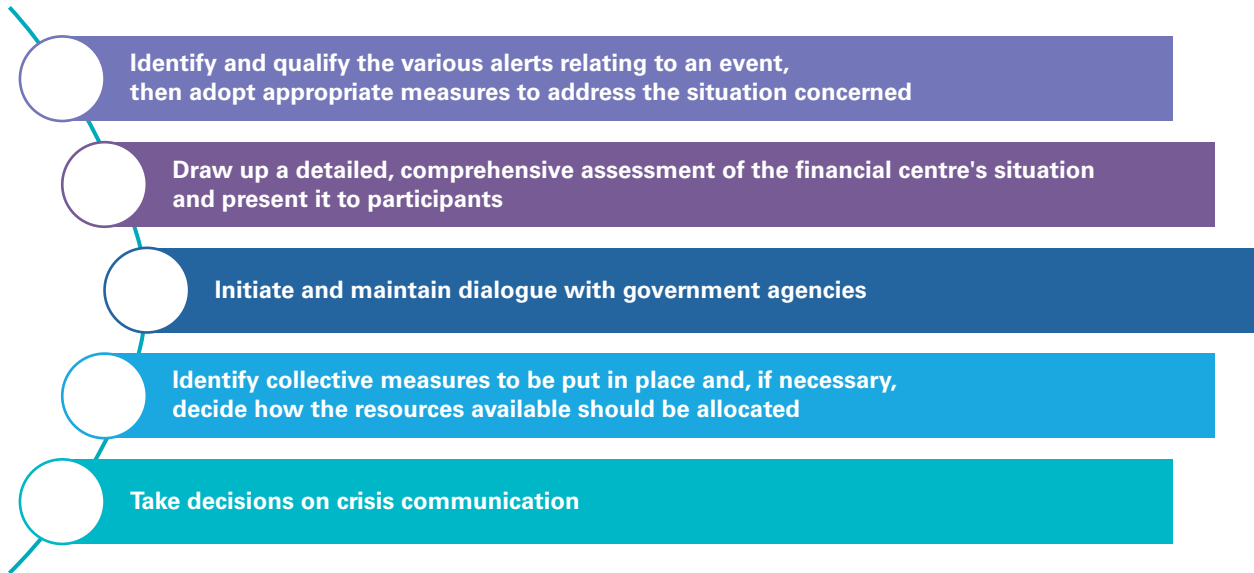 Identify and qualify the various alerts relating to an event,
then adopt appropriate measures to address the situation concerned
Draw up a detailed, comprehensive assessment of the financial centre's situation
and present it to participants
Initiate and maintain dialogue with government agencies
Identify collective measures to be put in place and, if necessary,
decide how the resources available should be allocated
Take decisions on crisis communication